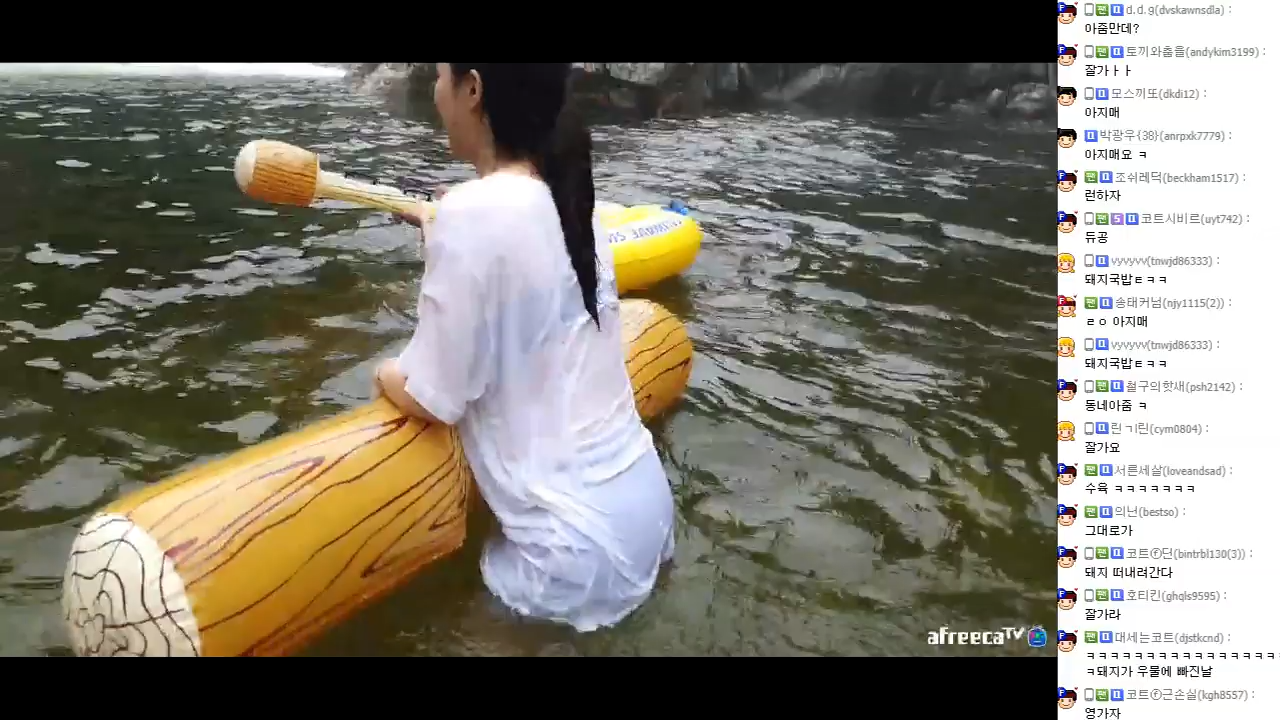 d.d.g(dvskawnsdla) :
아줌만데?
토끼와춤을(andykim3199) :
잘가ㅏㅏ
모스끼또(dkdi12) :
아지매
박광우{38}(anrpxk7779) :
아지매요 ㅋ
조쉬레덕(beckham1517) :
런하자
코트시비르(uyt742) :
듀공
vyvyvv(tnwjd86333) :
돼지국밥ㅌㅋㅋ
송태커넘(njy1115(2)) :
ㄹㅇ 아지매
vyvyvv(tnwjd86333) :
돼지국밥ㅌㅋㅋ
철구의핫새(psh2142) :
동네아줌 ㅋ
린ㄱ린(cym0804) :
잘가요
서른세살(loveandsad) :
수육 ㅋㅋㅋㅋㅋㅋㅋ
의넌(bestso) :
그대로가
코트ⓕ던(bintrbl130(3)) :
돼지 떠내려간다
호티킨(ghqls9595) :
잘가라
대세는코트(djstkcnd) :
ㅋㅋㅋㅋㅋㅋㅋㅋㅋㅋㅋㅋㅋㅋㅋㅋ
ㅋ돼지가 우물에 빠진날
코트ⓕ근손실(kgh8557) :
영가자
afreecaTV